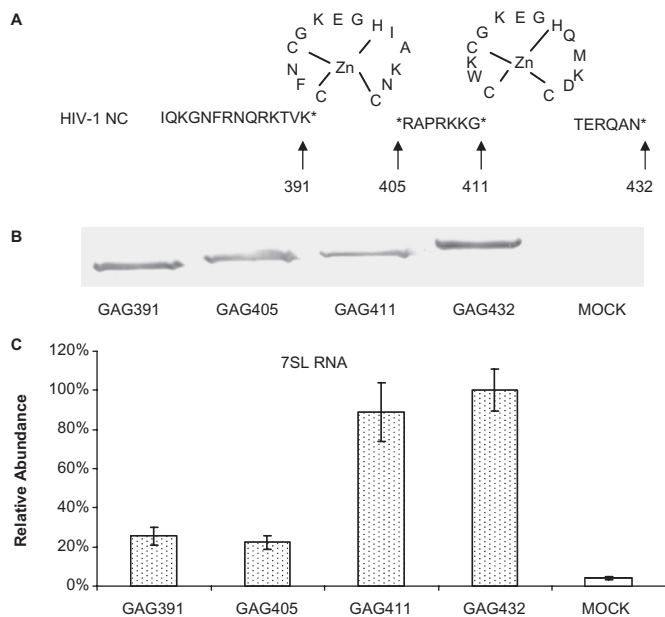 A
C F N C G K E G H I A K N C
Zn
C W K C G K E G H Q M K D C
Zn
HIV-1 NC IQKGNFRNQRKTVK* *RAPRKKG* TERQAN*
391 405 411 432
B
GAG391 GAG405 GAG411 GAG432 MOCK
C
7SL RNA
Relative Abundance
120%
100%
80%
60%
40%
20%
0%
GAG391 GAG405 GAG411 GAG432 MOCK